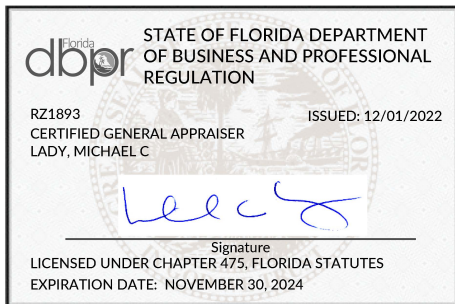 Florida
dbpr
STATE OF FLORIDA DEPARTMENT
OF BUSINESS AND PROFESSIONAL
REGULATION
RZ1893
ISSUED: 12/01/2022
CERTIFIED GENERAL APPRAISER
LADY, MICHAEL C
Signature
LICENSED UNDER CHAPTER 475, FLORIDA STATUTES
EXPIRATION DATE: NOVEMBER 30, 2024